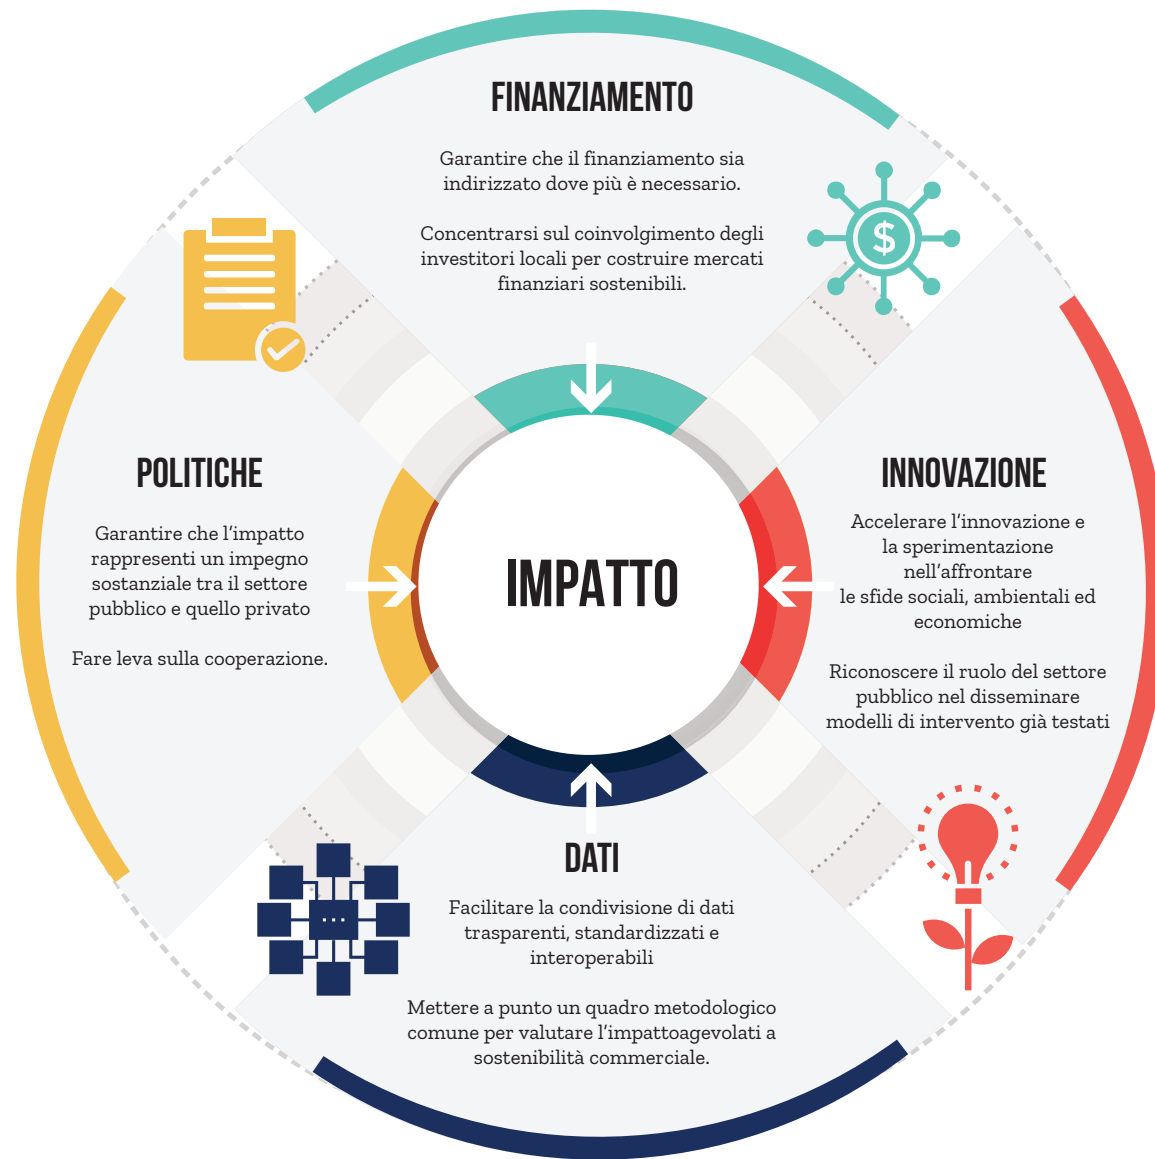 FINANZIAMENTO
Garantire che il finanziamento sia
indirizzato dove più è necessario.
Concentrarsi sul coinvolgimento degli
investitori locali per costruire mercati
finanziari sostenibili.
$
POLITICHE
Garantire che l’impatto
rappresenti un impegno
sostanziale tra il settore
pubblico e quello privato
Fare leva sulla cooperazione.
IMPATTO
INNOVAZIONE
Accelerare l’innovazione e
la sperimentazione
nell’affrontare
le sfide sociali, ambientali ed
economiche
Riconoscere il ruolo del settore
pubblico nel disseminare
modelli di intervento già testati
DATI
Facilitare la condivisione di dati
trasparenti, standardizzati e
interoperabili
Mettere a punto un quadro metodologico
comune per valutare l’impattoagevolati a
sostenibilità commerciale.